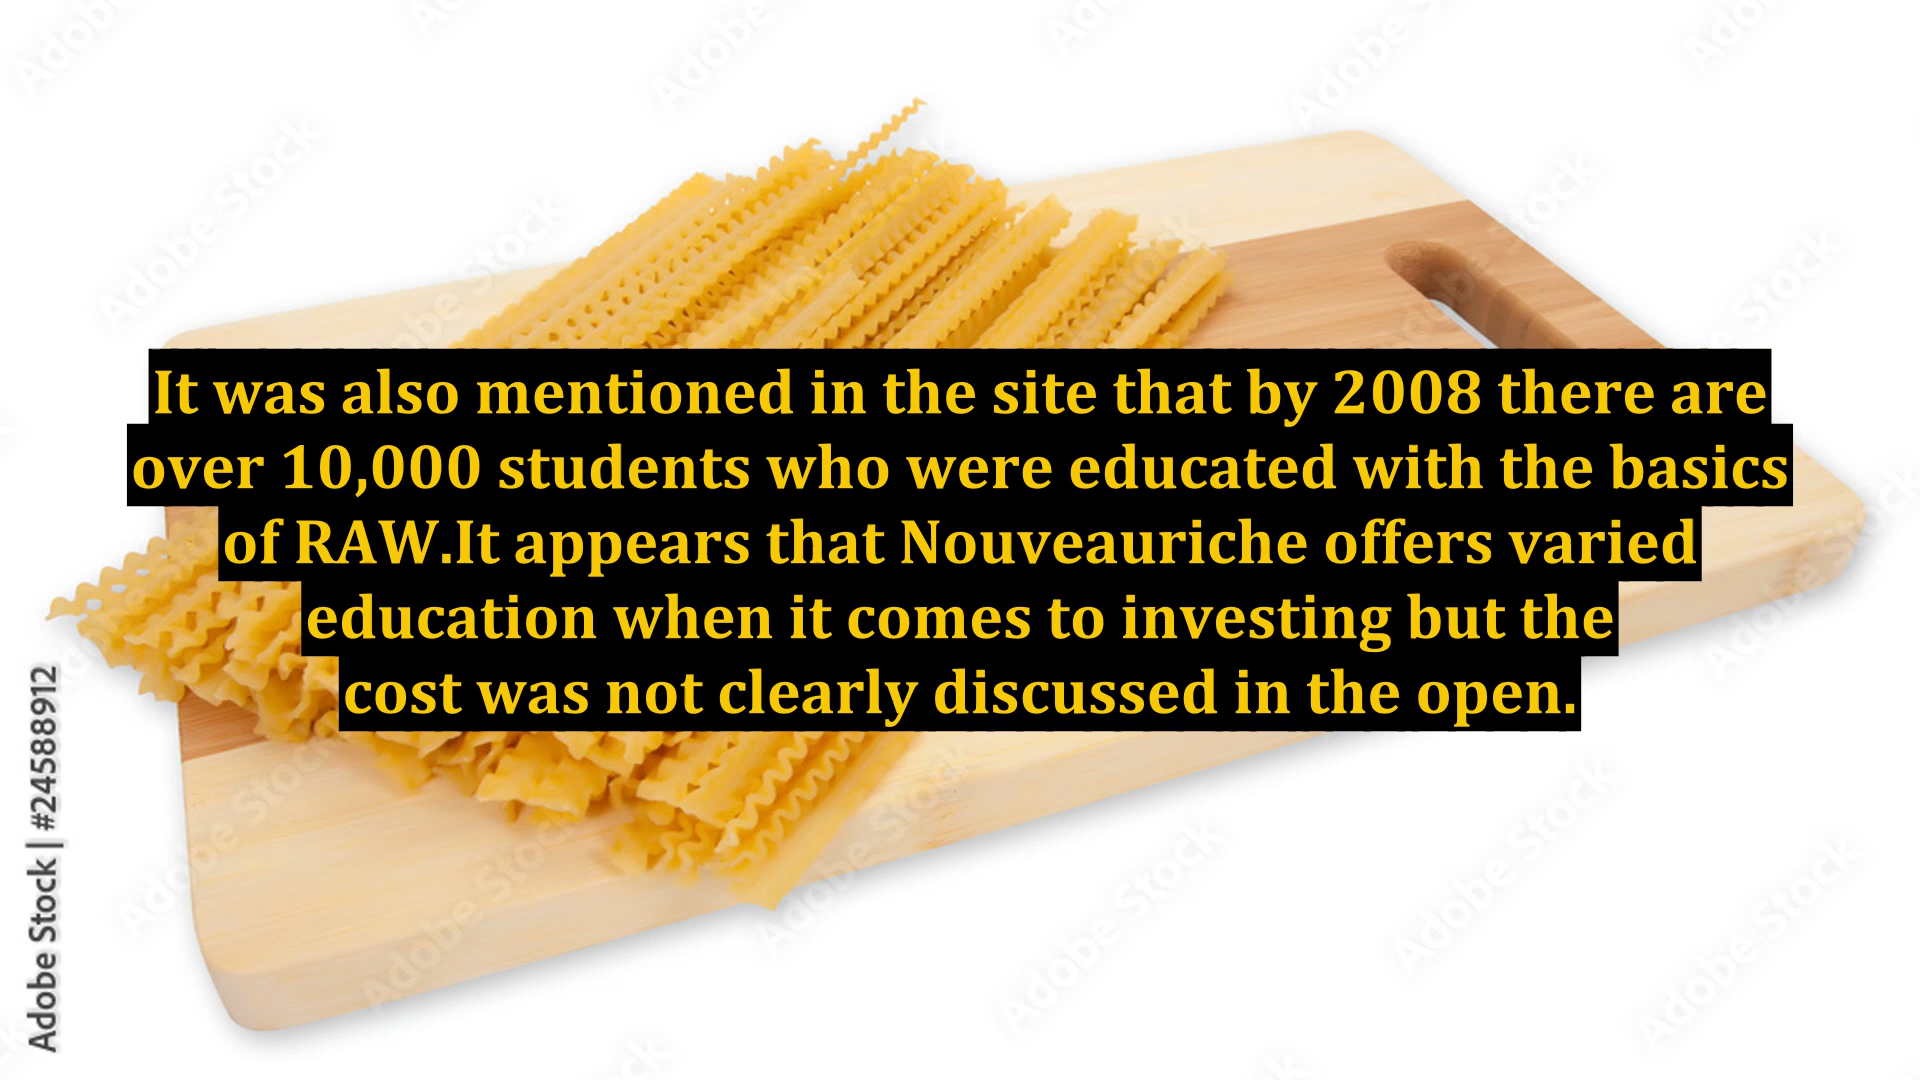 It was also mentioned in the site that by 2008 there are
over 10,000 students who were educated with the basics
of RAW.It appears that Nouveauriche offers varied
education when it comes to investing but the
cost was not clearly discussed in the open.
Adobe Stock | #24588912